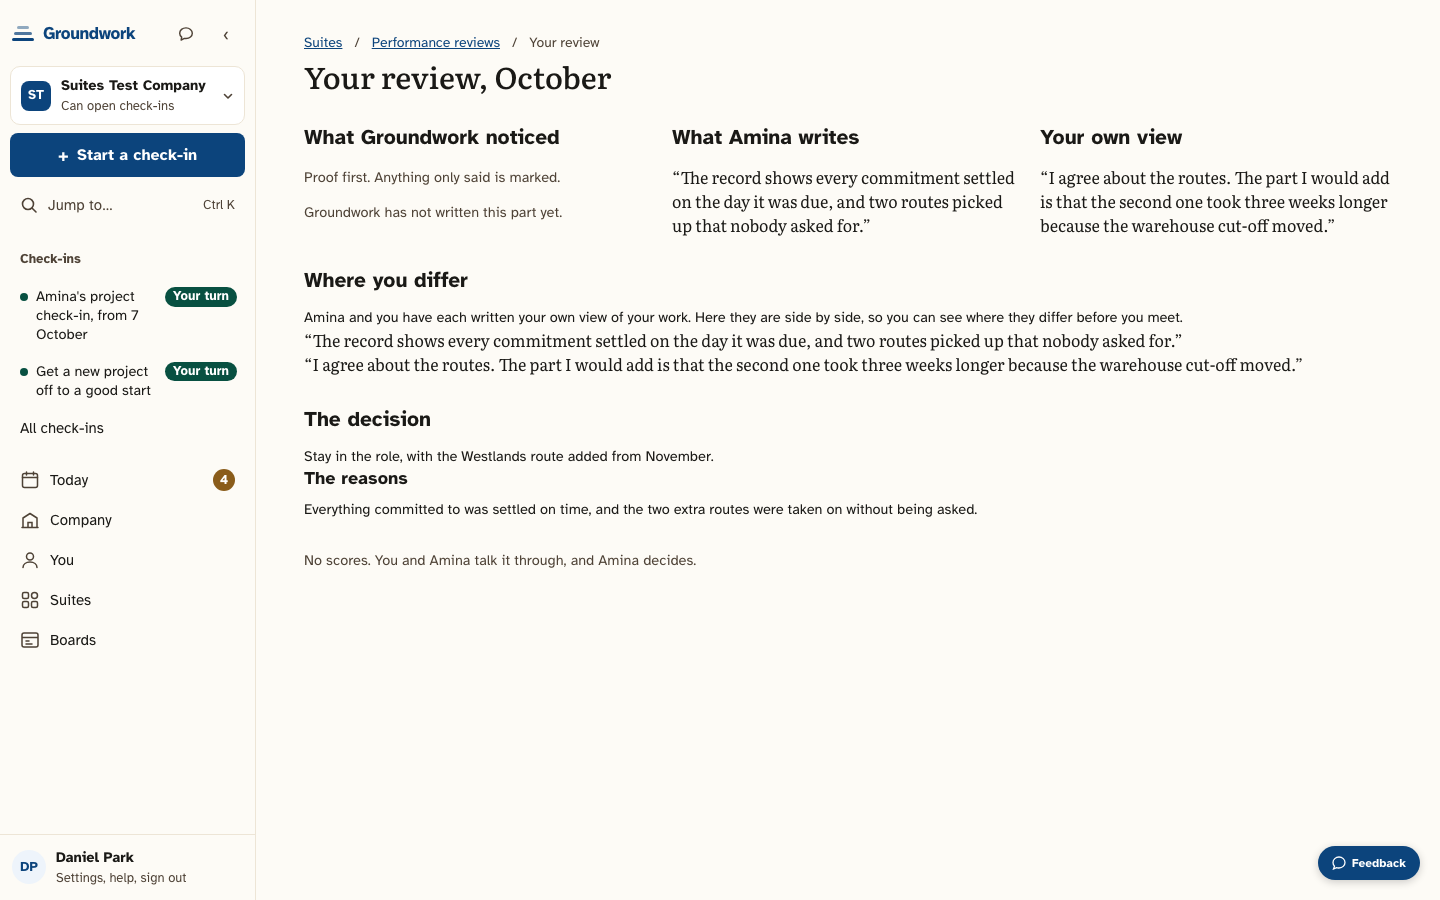 Groundwork
ST
Suites Test Company
Can open check-ins
+ Start a check-in
Jump to... Ctrl K
Check-ins
Amina's project
check-in, from 7
October
Your turn
Get a new project
off to a good start
Your turn
All check-ins
Today 4
Company
You
Suites
Boards
DP
Daniel Park
Settings, help, sign out
Suites / Performance reviews / Your review
Your review, October
What Groundwork noticed
Proof first. Anything only said is marked.
Groundwork has not written this part yet.
What Amina writes
“The record shows every commitment settled
on the day it was due, and two routes picked
up that nobody asked for.”
Your own view
“I agree about the routes. The part I would add
is that the second one took three weeks longer
because the warehouse cut-off moved.”
Where you differ
Amina and you have each written your own view of your work. Here they are side by side, so you can see where they differ before you meet.
“The record shows every commitment settled on the day it was due, and two routes picked up that nobody asked for.”
“I agree about the routes. The part I would add is that the second one took three weeks longer because the warehouse cut-off moved.”
The decision
Stay in the role, with the Westlands route added from November.
The reasons
Everything committed to was settled on time, and the two extra routes were taken on without being asked.
No scores. You and Amina talk it through, and Amina decides.
Feedback